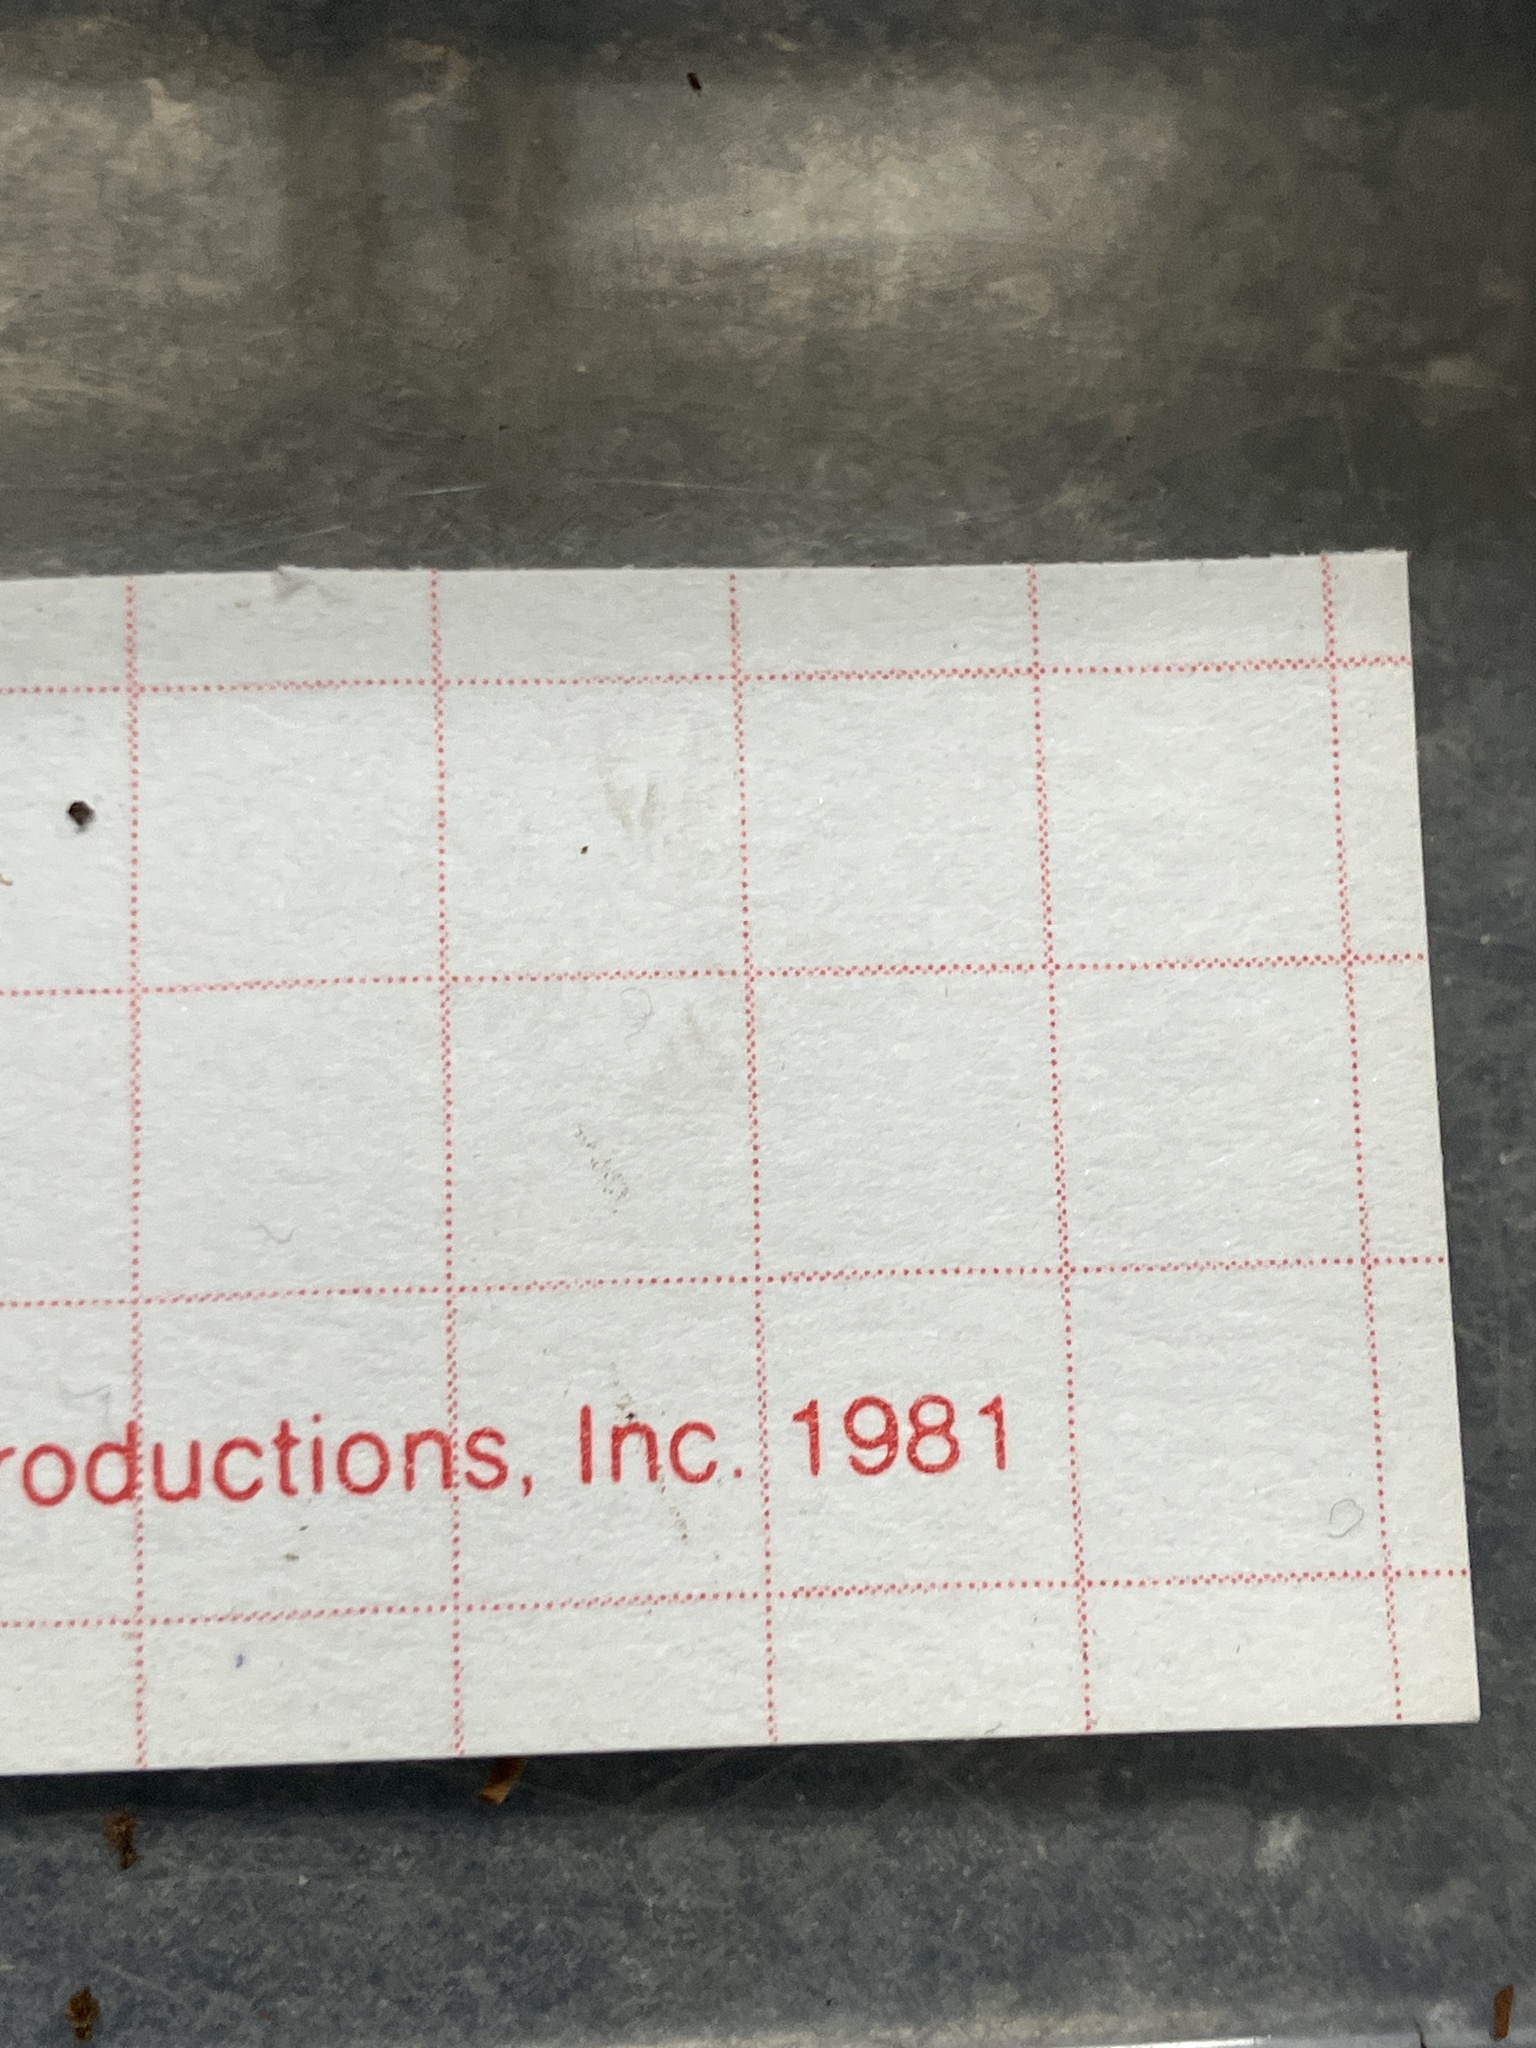 roductions, Inc. 1981